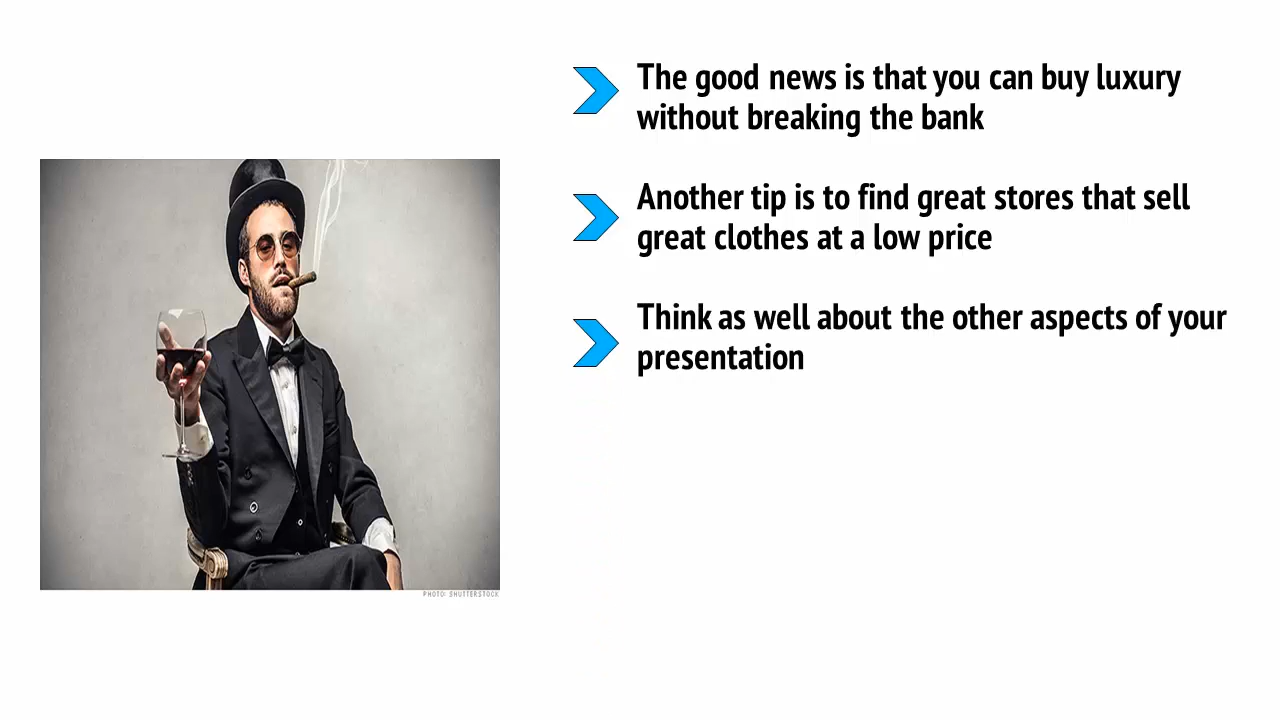 The good news is that you can buy luxury
without breaking the bank
Another tip is to find great stores that sell
great clothes at a low price
Think as well about the other aspects of your
presentation
PHOTO: SHUTTERSTOCK